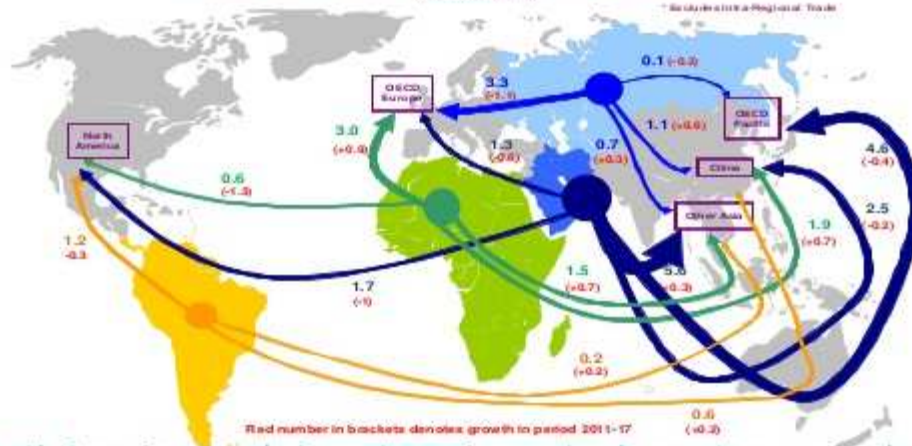 * Excludes Intra-Regional Trade
0.1 (-0.3)
OECD
Europe
3.3
(-1.1)
OECD
Pacific
North
America
3.0
1.1 (+0.6)
1.3
(-0.6)
0.7
(+0.3)
China
4.6
(-0.4)
0.6
(-1.3)
Other Asia
2.5
(-0.2)
1.2
-0.3
1.9
(+0.7)
1.7
(-1)
1.5
(+0.7)
5.6
(+0.3)
0.2
(+0.2)
0.6
(+0.2)
Red number in brackets denotes growth in period 2011-17